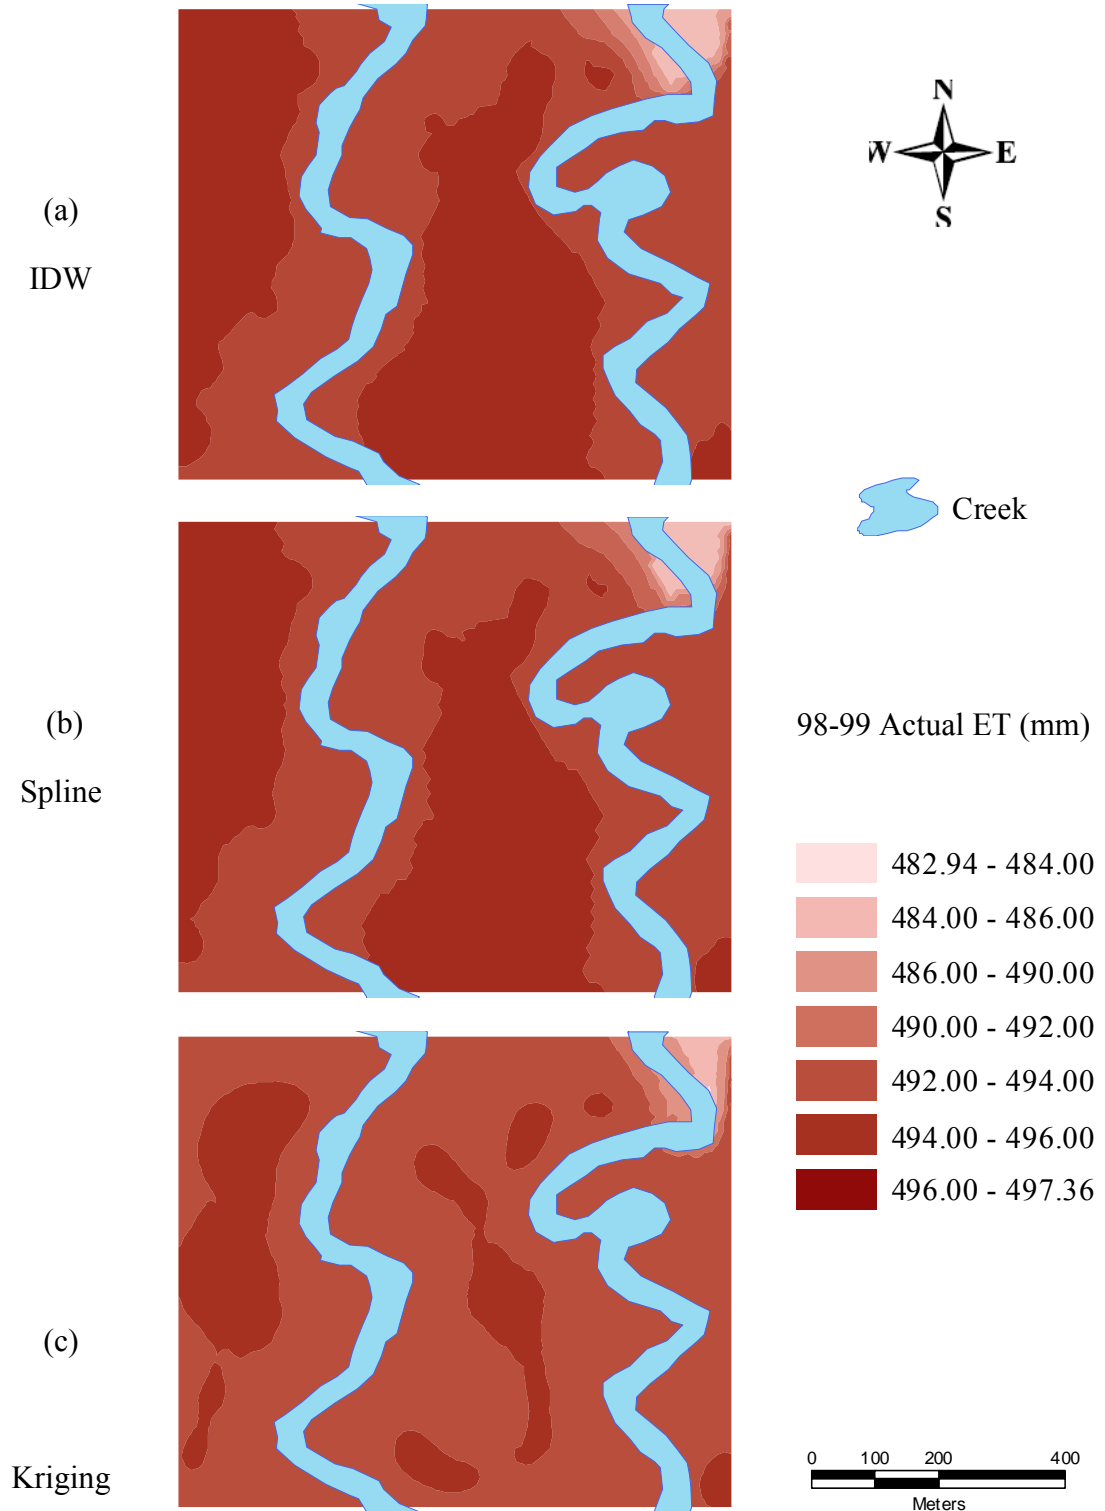 (a)
IDW
N
W E
S
Creek
(b)
Spline
98-99 Actual ET (mm)
482.94 - 484.00
484.00 - 486.00
486.00 - 490.00
490.00 - 492.00
492.00 - 494.00
494.00 - 496.00
496.00 - 497.36
(c)
Kriging
0 100 200 400
Meters